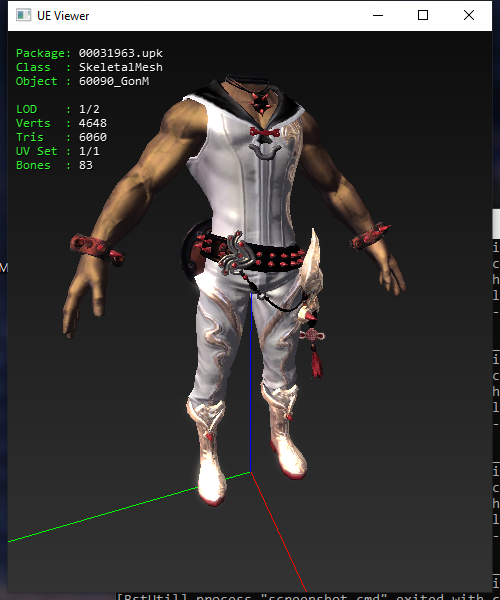 UE Viewer
Package: 00031963.upk
Class : SkeletalMesh
Object : 60090_GonM
LOD : 1/2
Verts : 4648
Tris : 6060
UV Set : 1/1
Bones : 83
M
i
c
h
l
-
i
c
h
l
-
i
c
h
l
-
i
[BstUtil] process "screenshot.cmd" exited with c